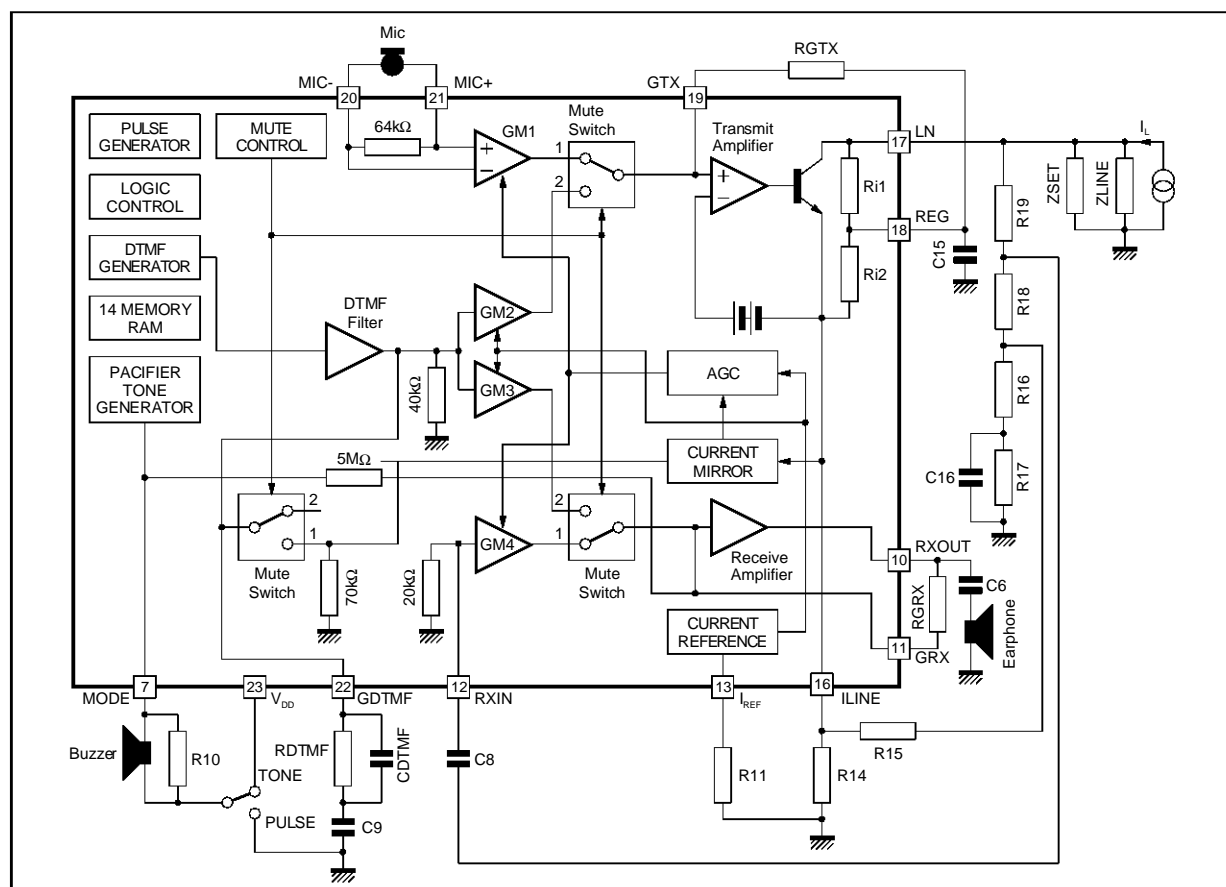 Mic
RGTX
MIC-
MIC+
GTX
20
21
19
LN
17
I_L
PULSE
GENERATOR
MUTE
CONTROL
64kΩ
GM1
+
−
Mute
Switch
1
2
Transmit
Amplifier
+
−
Ri1
ZSET
ZLINE
R19
LOGIC
CONTROL
REG
18
C15
DTMF
GENERATOR
Ri2
R18
14 MEMORY
RAM
DTMF
Filter
GM2
GM3
40kΩ
AGC
R16
PACIFIER
TONE
GENERATOR
5MΩ
CURRENT
MIRROR
C16
R17
2
1
Mute
Switch
70kΩ
20kΩ
GM4
2
1
Mute
Switch
Receive
Amplifier
RXOUT
10
C6
RGRX
Earphone
CURRENT
REFERENCE
11
GRX
MODE
7
23
V_DD
22
GDTMF
12
RXIN
13
I_REF
16
ILINE
Buzzer
R10
RDTMF
CDTMF
C8
R11
R14
R15
TONE
PULSE
C9